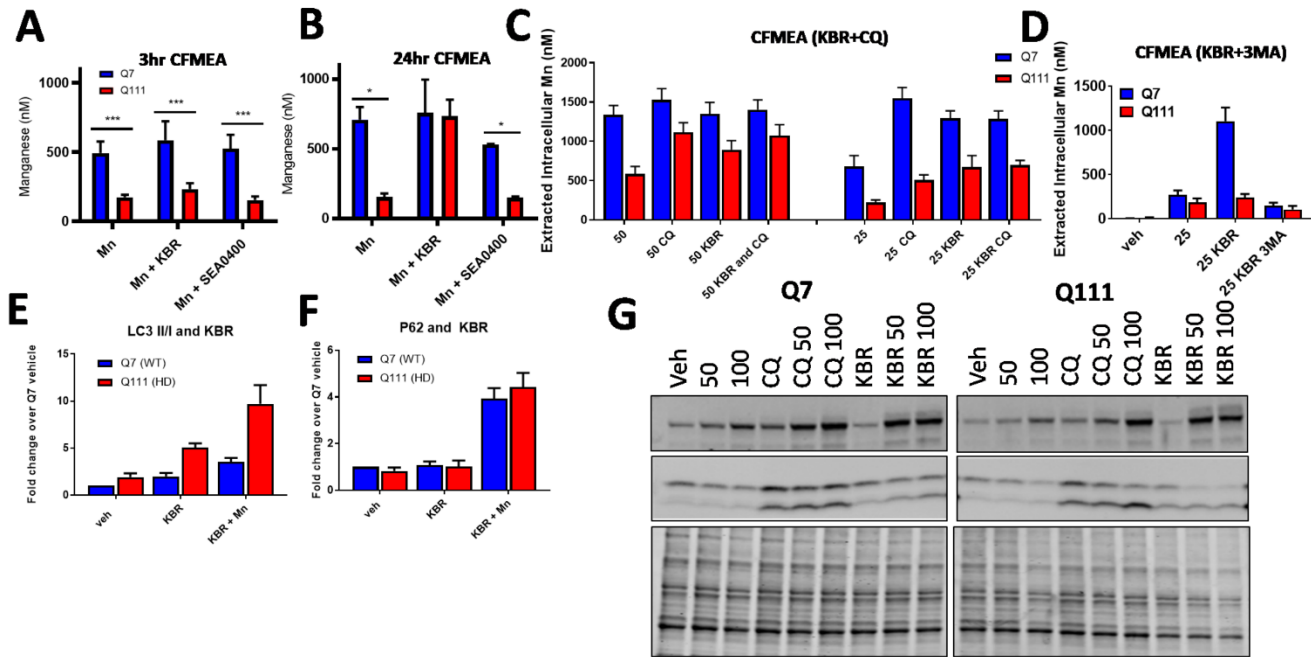 A
3hr CFMEA
Q7
Q111
Manganese (nM)
1000
500
0
***
***
***
Mn
Mn + KBR
Mn + SEA0400
B
24hr CFMEA
Manganese (nM)
1000
500
0
*
*
Mn
Mn + KBR
Mn + SEA0400
C
CFMEA (KBR+CQ)
Q7
Q111
Extracted Intracellular Mn (nM)
2000
1500
1000
500
0
50
50 CQ
50 KBR
50 KBR and CQ
25
25 CQ
25 KBR
25 KBR CQ
D
CFMEA (KBR+3MA)
Q7
Q111
Extracted Intracellular Mn (nM)
2000
1500
1000
500
0
veh
25
25 KBR
25 KBR 3MA
E
LC3 II/I and KBR
Q7 (WT)
Q111 (HD)
Fold change over Q7 vehicle
15
10
5
0
veh
KBR
KBR + Mn
F
P62 and KBR
Q7 (WT)
Q111 (HD)
Fold change over Q7 vehicle
6
4
2
0
veh
KBR
KBR + Mn
G
Q7
Veh
50
100
CQ
CQ 50
CQ 100
KBR
KBR 50
KBR 100
Q111
Veh
50
100
CQ
CQ 50
CQ 100
KBR
KBR 50
KBR 100